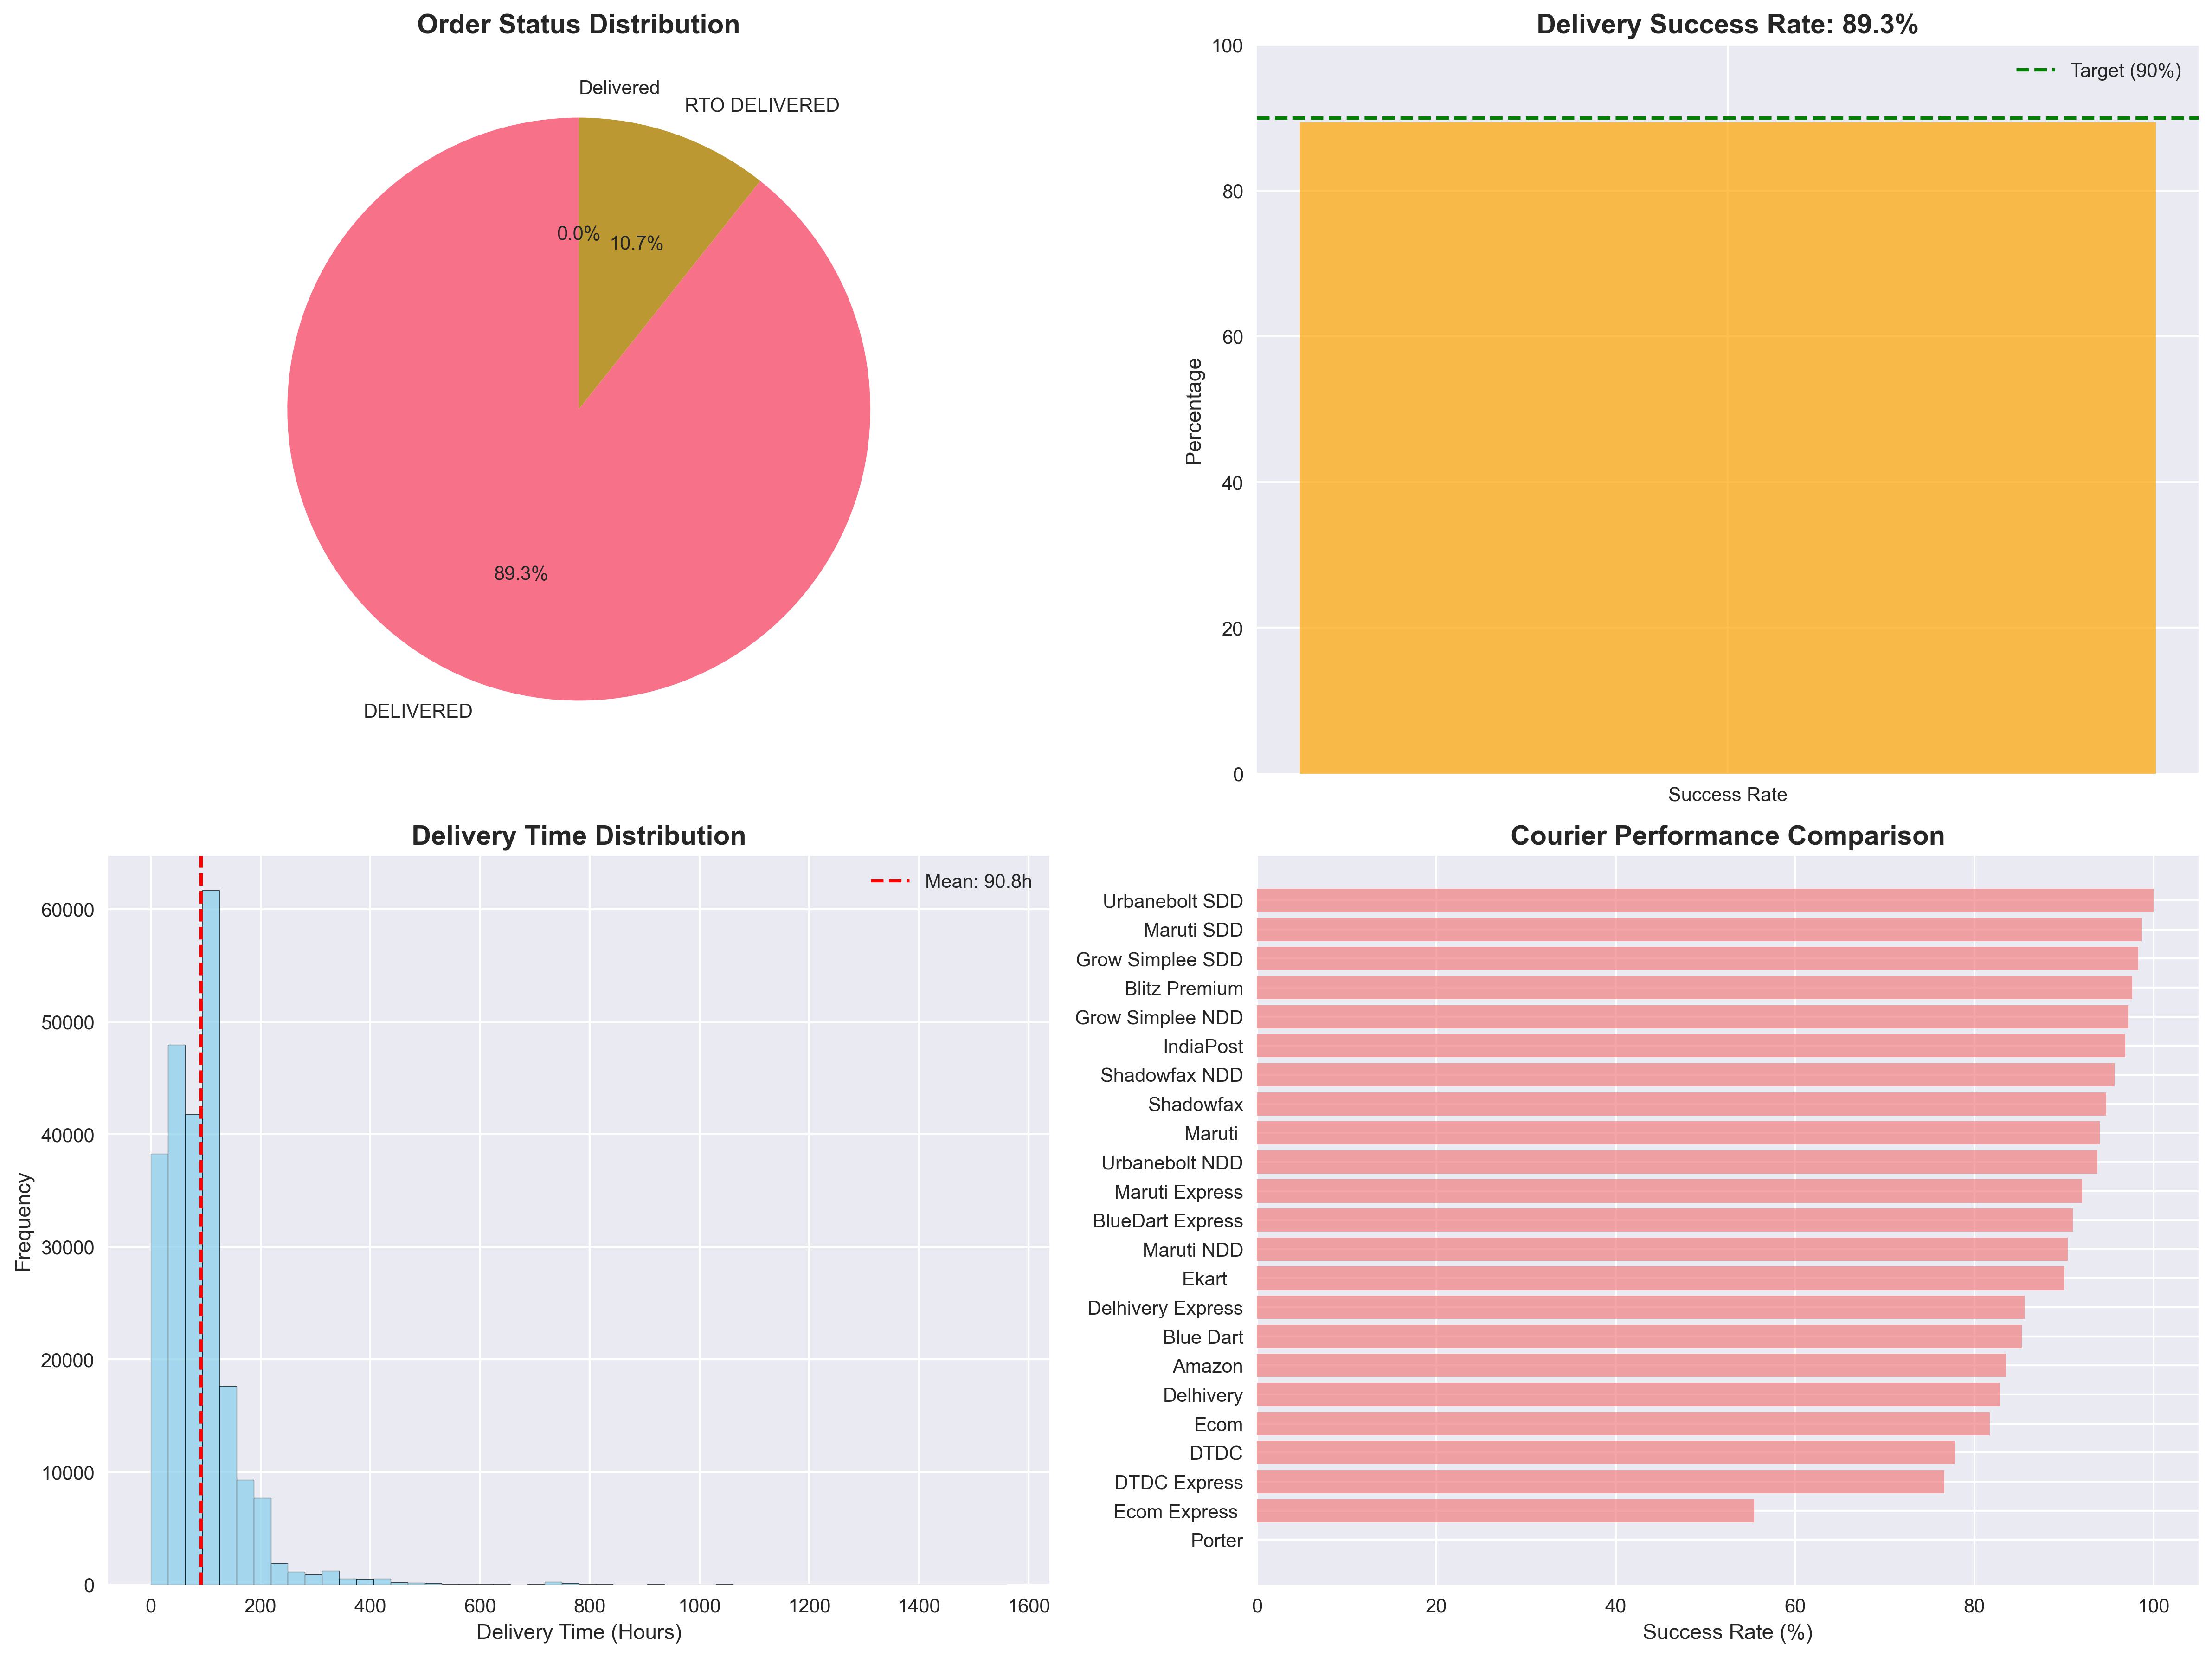 Order Status Distribution
Delivered
RTO DELIVERED
0.0%
10.7%
89.3%
DELIVERED
Delivery Success Rate: 89.3%
Target (90%)
100
80
60
40
20
0
Percentage
Success Rate
Delivery Time Distribution
Mean: 90.8h
60000
50000
40000
30000
20000
10000
0
Frequency
0 200 400 600 800 1000 1200 1400 1600
Delivery Time (Hours)
Courier Performance Comparison
Urbanebolt SDD
Maruti SDD
Grow Simplee SDD
Blitz Premium
Grow Simplee NDD
IndiaPost
Shadowfax NDD
Shadowfax
Maruti
Urbanebolt NDD
Maruti Express
BlueDart Express
Maruti NDD
Ekart
Delhivery Express
Blue Dart
Amazon
Delhivery
Ecom
DTDC
DTDC Express
Ecom Express
Porter
0 20 40 60 80 100
Success Rate (%)